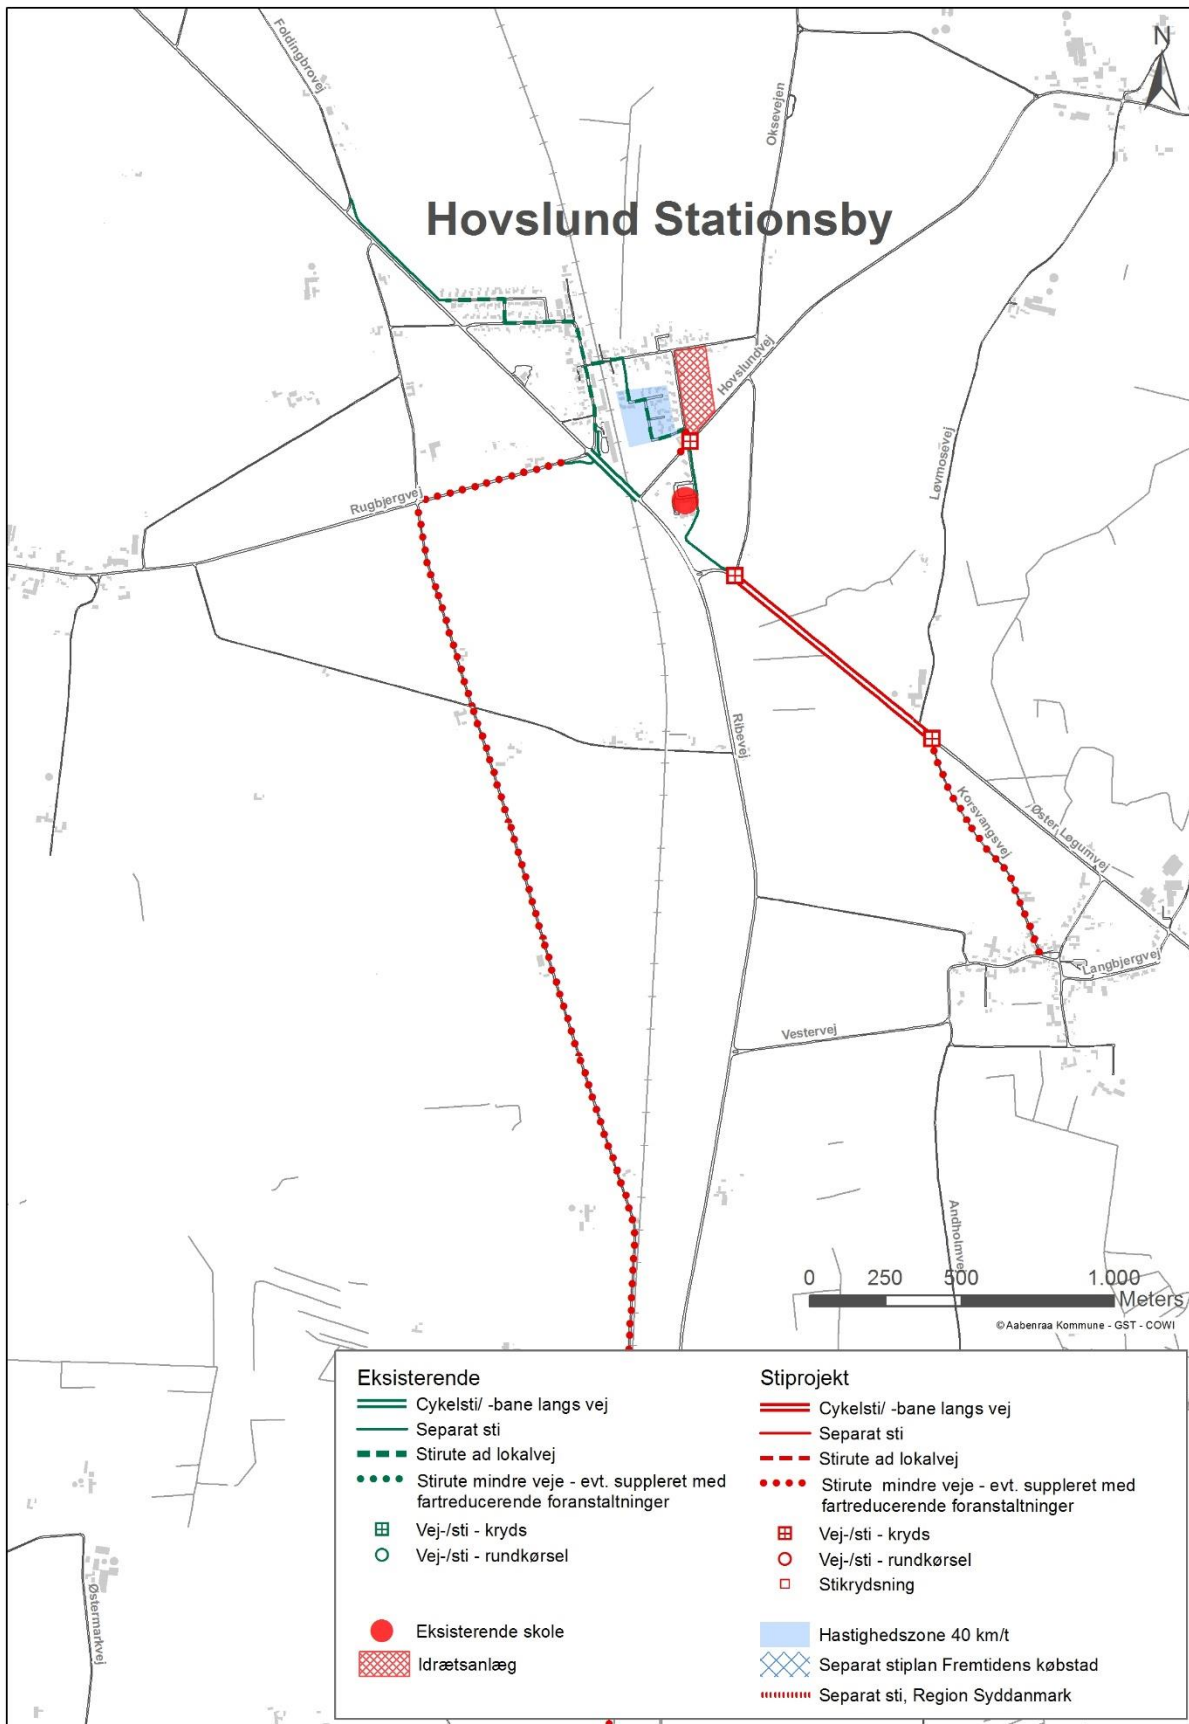 Foldingbrovej
Oksevejen
N
Hovslund Stationsby
Hovslundvej
Løvmosevej
Rugbjergvej
Ribevej
Korsvangsvej
Øster Løgumvej
Langbjergvej
Vestervej
Andholmvej
0 250 500 1.000
Meters
©Aabenraa Kommune - GST - COWI
Østermarkvej
Eksisterende
Cykelsti/ -bane langs vej
Separat sti
Stirute ad lokalvej
Stirute mindre veje - evt. suppleret med
fartreducerende foranstaltninger
Vej-/sti - kryds
Vej-/sti - rundkørsel
Eksisterende skole
Idrætsanlæg
Stiprojekt
Cykelsti/ -bane langs vej
Separat sti
Stirute ad lokalvej
Stirute mindre veje - evt. suppleret med
fartreducerende foranstaltninger
Vej-/sti - kryds
Vej-/sti - rundkørsel
Stikrydsning
Hastighedszone 40 km/t
Separat stiplan Fremtidens købstad
Separat sti, Region Syddanmark